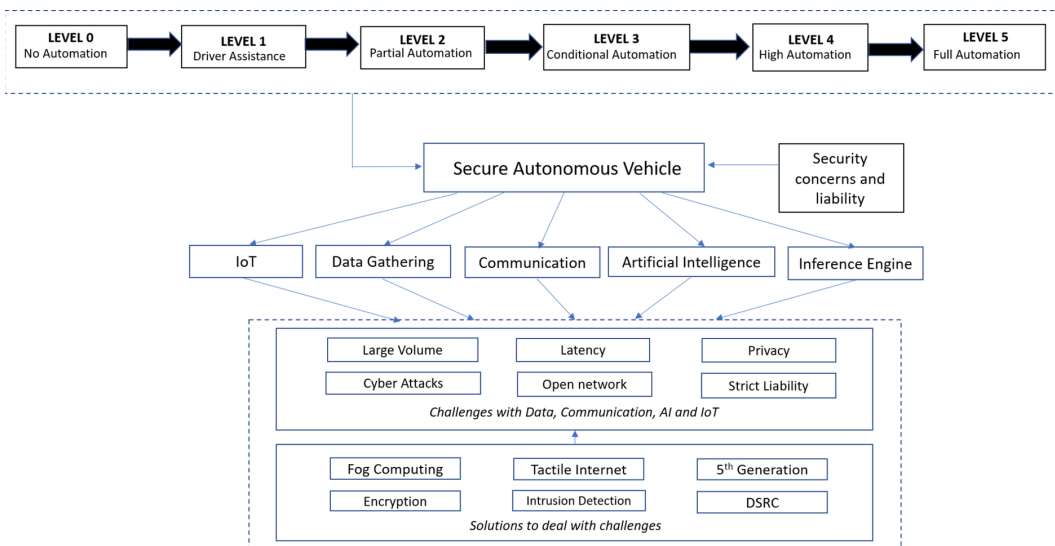 LEVEL 0
No Automation
LEVEL 1
Driver Assistance
LEVEL 2
Partial Automation
LEVEL 3
Conditional Automation
LEVEL 4
High Automation
LEVEL 5
Full Automation
Secure Autonomous Vehicle
Security
concerns and
liability
IoT
Data Gathering
Communication
Artificial Intelligence
Inference Engine
Large Volume
Latency
Privacy
Cyber Attacks
Open network
Strict Liability
Challenges with Data, Communication, AI and IoT
Fog Computing
Tactile Internet
5th Generation
Encryption
Intrusion Detection
DSRC
Solutions to deal with challenges